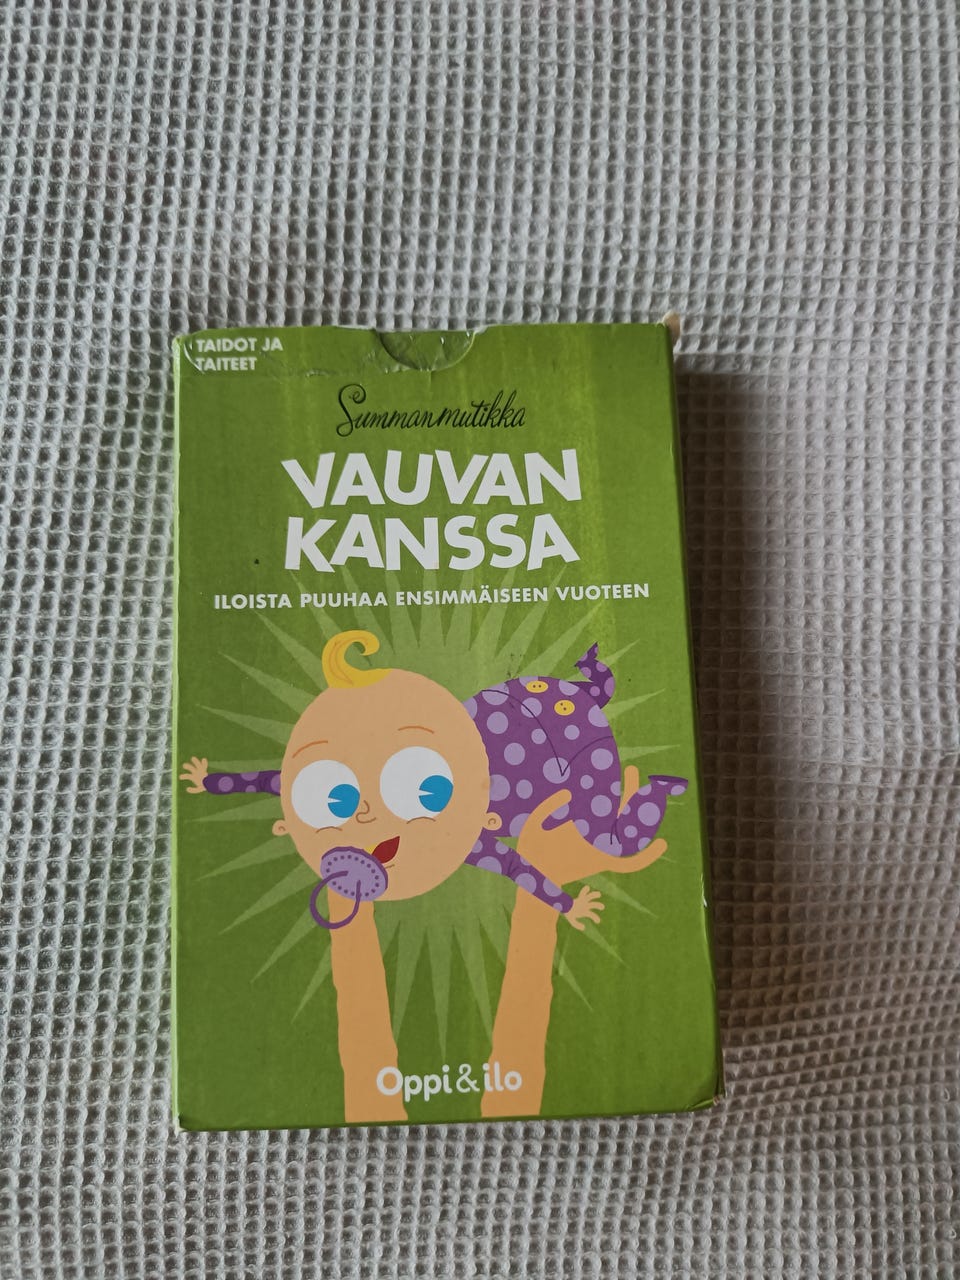 TAIDOT JA
TAITEET
Summanmutikka
VAUVAN
KANSSA
ILOISTA PUUHAA ENSIMMÄISEEN VUOTEEN
Oppi&ilo